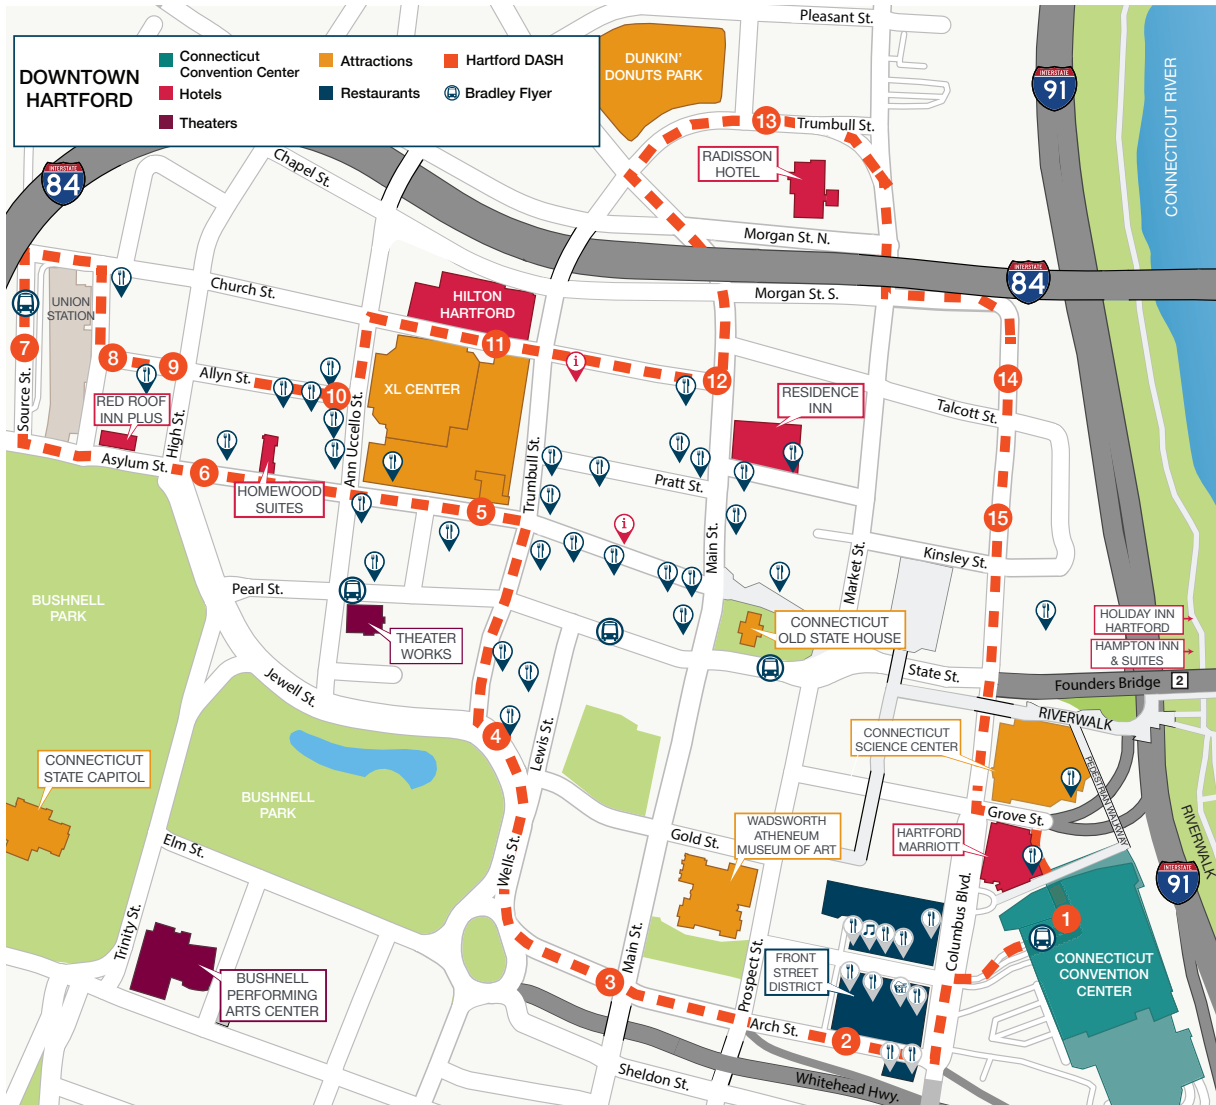 DOWNTOWN
HARTFORD
Connecticut
Convention Center
Hotels
Theaters
Attractions
Restaurants
Hartford DASH
Bradley Flyer
Pleasant St.
DUNKIN'
DONUTS PARK
INTERSTATE
91
CONNECTICUT RIVER
13
Trumbull St.
RADISSON
HOTEL
Chapel St.
INTERSTATE
84
Morgan St. N.
INTERSTATE
84
Morgan St. S.
Church St.
UNION
STATION
HILTON
HARTFORD
7
8
9
11
i
12
14
Source St.
Allyn St.
10
XL CENTER
RESIDENCE
INN
Talcott St.
RED ROOF
INN PLUS
High St.
Ann Uccello St.
Trumbull St.
Asylum St.
6
HOMEWOOD
SUITES
5
Pratt St.
i
15
Main St.
Market St.
Kinsley St.
Pearl St.
BUSHNELL
PARK
THEATER
WORKS
CONNECTICUT
OLD STATE HOUSE
HOLIDAY INN
HARTFORD
HAMPTON INN
& SUITES
State St.
Founders Bridge
2
Jewell St.
4
Lewis St.
RIVERWALK
CONNECTICUT
SCIENCE CENTER
PEDESTRIAN WALKWAY
CONNECTICUT
STATE CAPITOL
BUSHNELL
PARK
Grove St.
RIVERWALK
WADSWORTH
ATHENEUM
MUSEUM OF ART
Gold St.
HARTFORD
MARRIOTT
Elm St.
Wells St.
INTERSTATE
91
Trinity St.
Main St.
Prospect St.
Columbus Blvd.
1
FRONT
STREET
DISTRICT
CONNECTICUT
CONVENTION
CENTER
BUSHNELL
PERFORMING
ARTS CENTER
3
Arch St.
2
Sheldon St.
Whitehead Hwy.